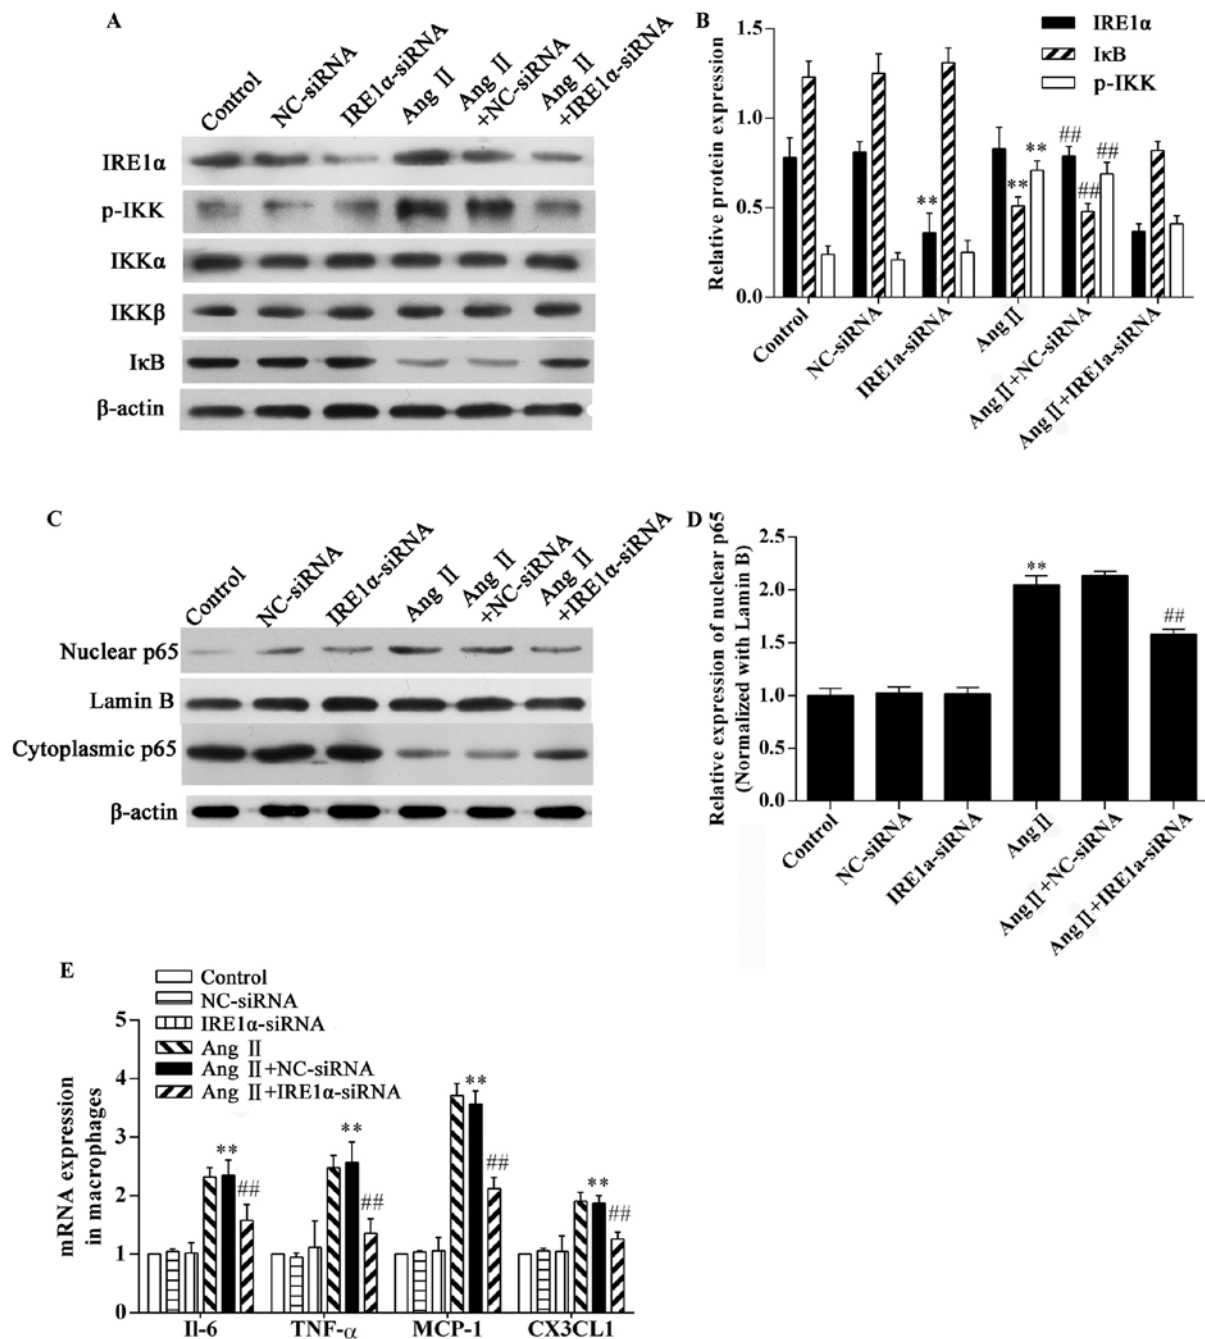 A
Control
NC-siRNA
IRE1α-siRNA
Ang Ⅱ
Ang Ⅱ
+NC-siRNA
Ang Ⅱ
+IRE1α-siRNA
IRE1α
p-IKK
IKKα
IKKβ
IκB
β-actin
B
IRE1α
IκB
p-IKK
Relative protein expression
1.5
1.0
0.5
0.0
**
**
**
##
##
##
Control
NC-siRNA
IRE1a-siRNA
Ang Ⅱ
Ang Ⅱ+NC-siRNA
Ang Ⅱ+IRE1a-siRNA
C
Control
NC-siRNA
IRE1α-siRNA
Ang Ⅱ
Ang Ⅱ
+NC-siRNA
Ang Ⅱ
+IRE1α-siRNA
Nuclear p65
Lamin B
Cytoplasmic p65
β-actin
D
Relative expression of nuclear p65
(Normalized with Lamin B)
2.5
2.0
1.5
1.0
0.5
0.0
**
##
Control
NC-siRNA
IRE1a-siRNA
Ang Ⅱ
Ang Ⅱ+NC-siRNA
Ang Ⅱ+IRE1a-siRNA
E
Control
NC-siRNA
IRE1α-siRNA
Ang Ⅱ
Ang Ⅱ+NC-siRNA
Ang Ⅱ+IRE1α-siRNA
mRNA expression
in macrophages
5
4
3
2
1
0
**
##
**
##
**
##
**
##
Il-6
TNF-α
MCP-1
CX3CL1